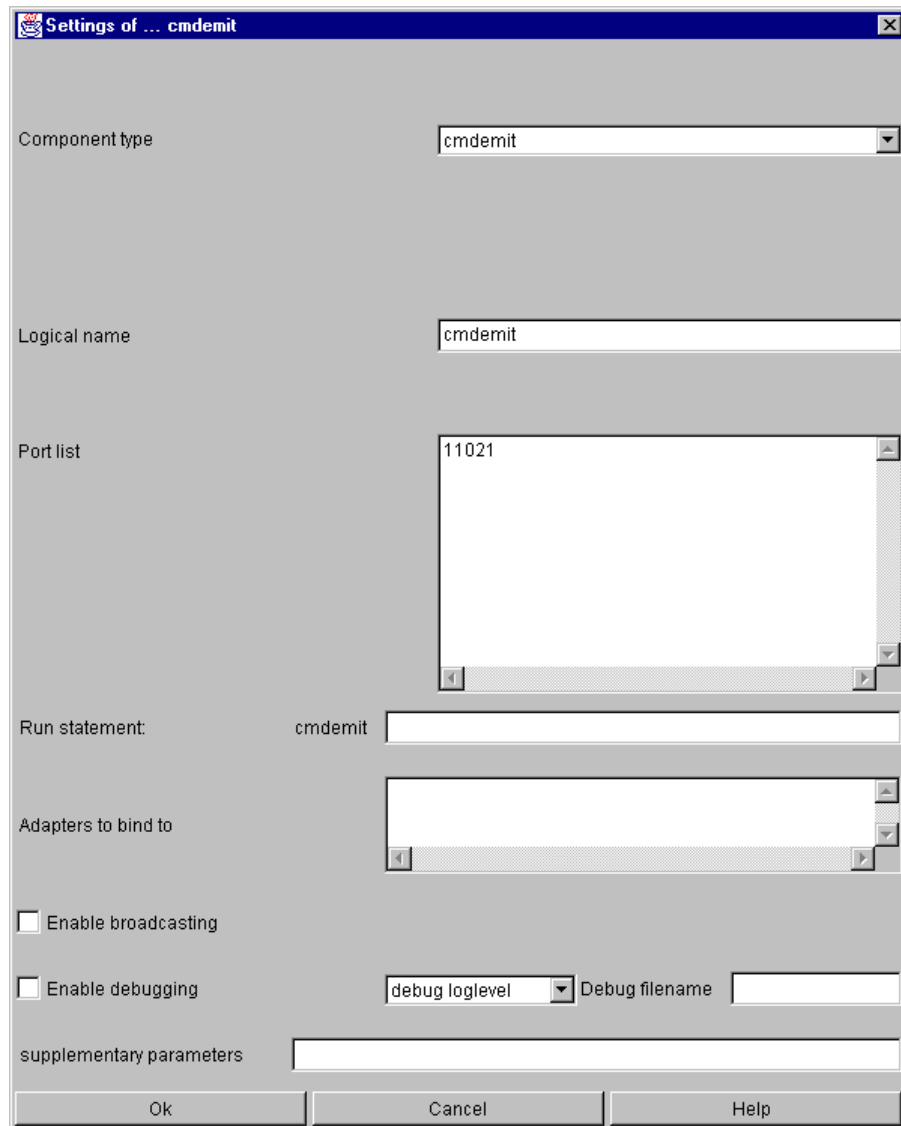 Settings of ... cmdemit
Component type cmdemit
Logical name cmdemit
Port list 11021
Run statement: cmdemit
Adapters to bind to
Enable broadcasting
Enable debugging debug loglevel Debug filename
supplementary parameters
Ok Cancel Help